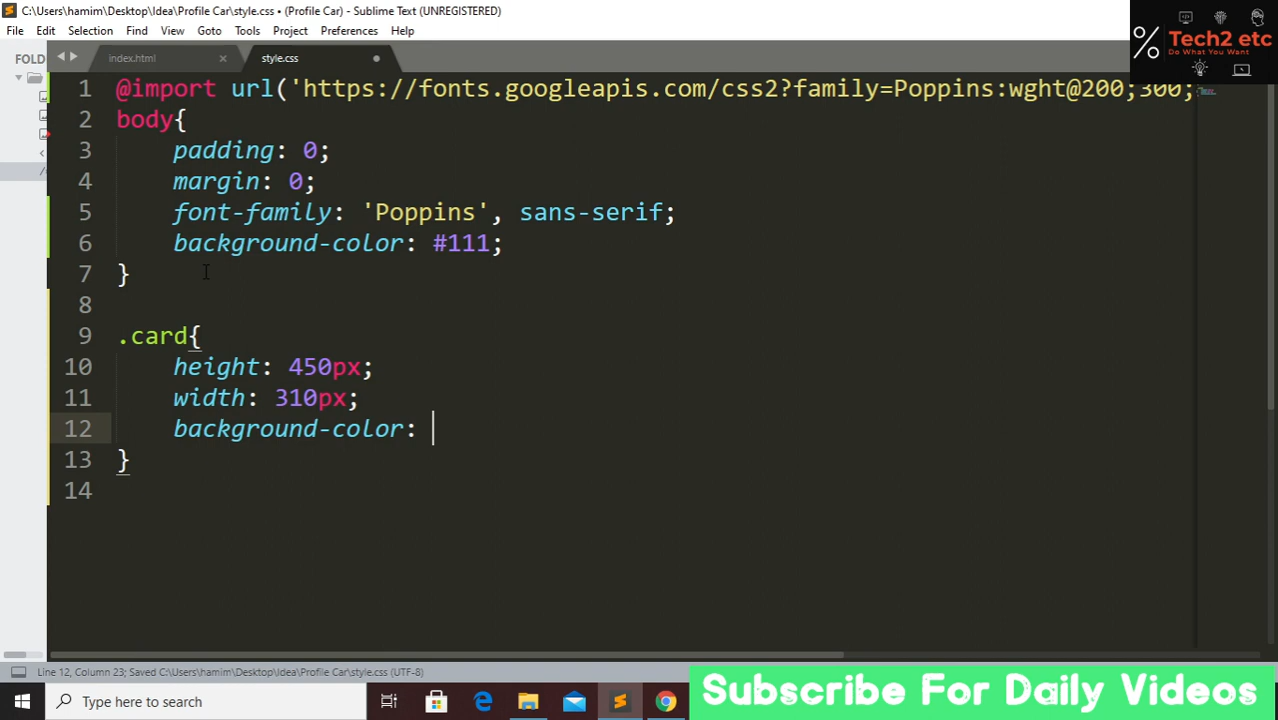 C:\Users\hamim\Desktop\Idea\Profile Car\style.css • (Profile Car) - Sublime Text (UNREGISTERED)
File Edit Selection Find View Goto Tools Project Preferences Help
% Tech2 etc
Do What You Want
FOLD
index.html × style.css
1 @import url('https://fonts.googleapis.com/css2?family=Poppins:wght@200;300;
2 body{
3 padding: 0;
4 margin: 0;
5 font-family: 'Poppins', sans-serif;
6 background-color: #111;
7 }
8
9 .card{
10 height: 450px;
11 width: 310px;
12 background-color:
13 }
14
Line 12, Column 23; Saved C:\Users\hamim\Desktop\Idea\Profile Car\style.css (UTF-8)
Type here to search
Subscribe For Daily Videos